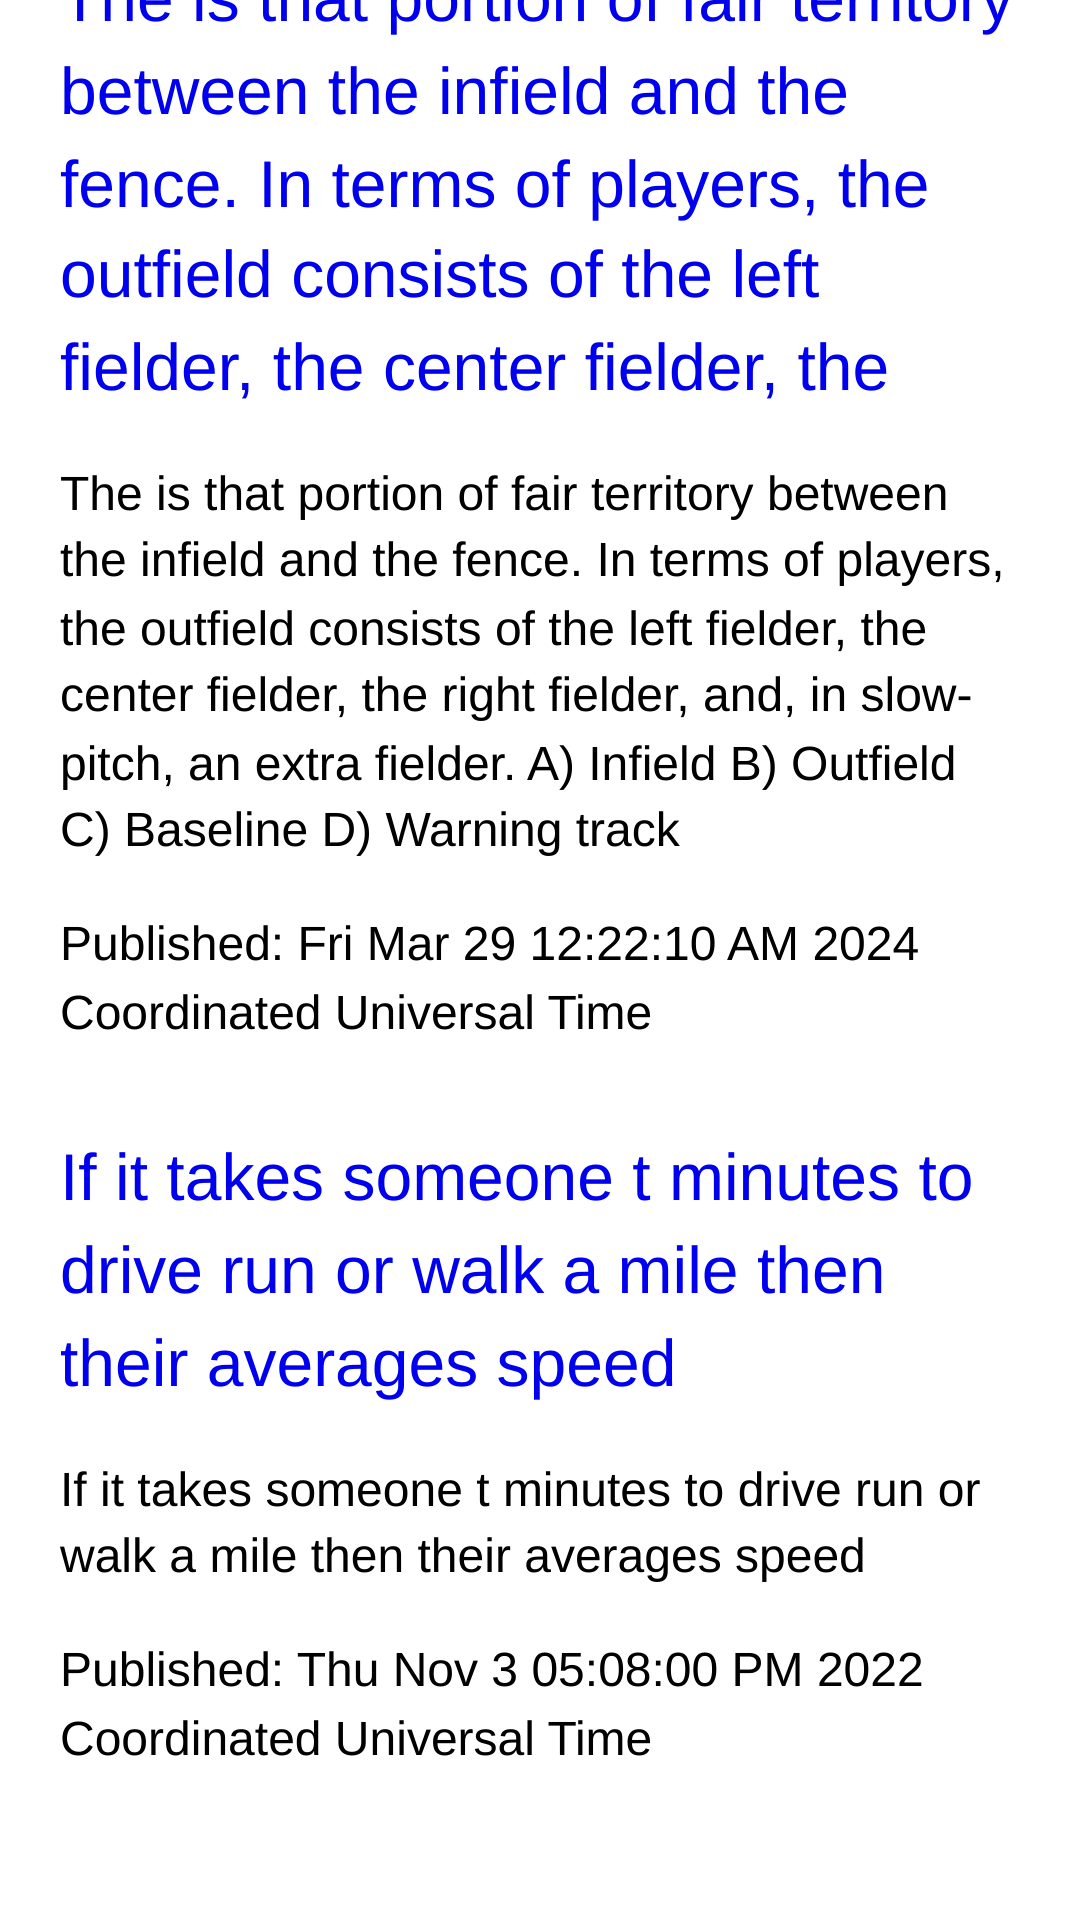 The is that portion of fair territory
between the infield and the
fence. In terms of players, the
outfield consists of the left
fielder, the center fielder, the
The is that portion of fair territory between
the infield and the fence. In terms of players,
the outfield consists of the left fielder, the
center fielder, the right fielder, and, in slow-
pitch, an extra fielder. A) Infield B) Outfield
C) Baseline D) Warning track
Published: Fri Mar 29 12:22:10 AM 2024
Coordinated Universal Time
If it takes someone t minutes to
drive run or walk a mile then
their averages speed
If it takes someone t minutes to drive run or
walk a mile then their averages speed
Published: Thu Nov 3 05:08:00 PM 2022
Coordinated Universal Time